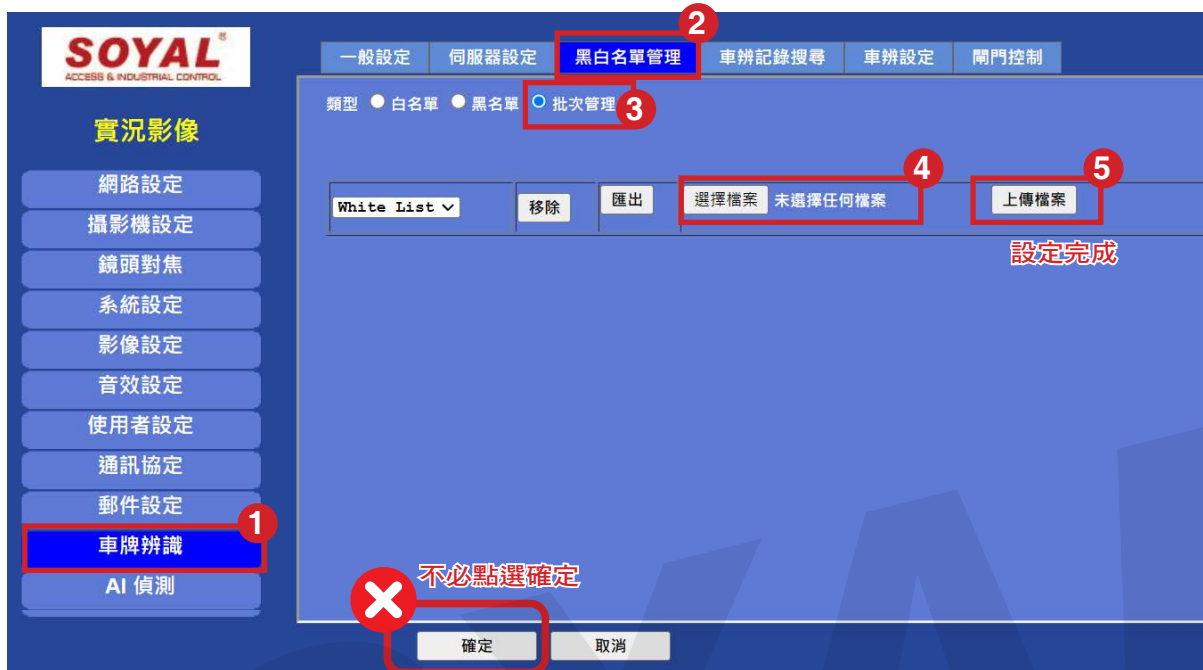 SOYAL®
ACCESS & INDUSTRIAL CONTROL
實況影像
網路設定
攝影機設定
鏡頭對焦
系統設定
影像設定
音效設定
使用者設定
通訊協定
郵件設定
1
車牌辨識
AI 偵測
2
一般設定 伺服器設定 黑白名單管理 車辨記錄搜尋 車辨設定 閘門控制
類型 白名單 黑名單 批次管理 3
4 5
White List 移除 匯出 選擇檔案 未選擇任何檔案 上傳檔案
設定完成
不必點選確定
確定 取消